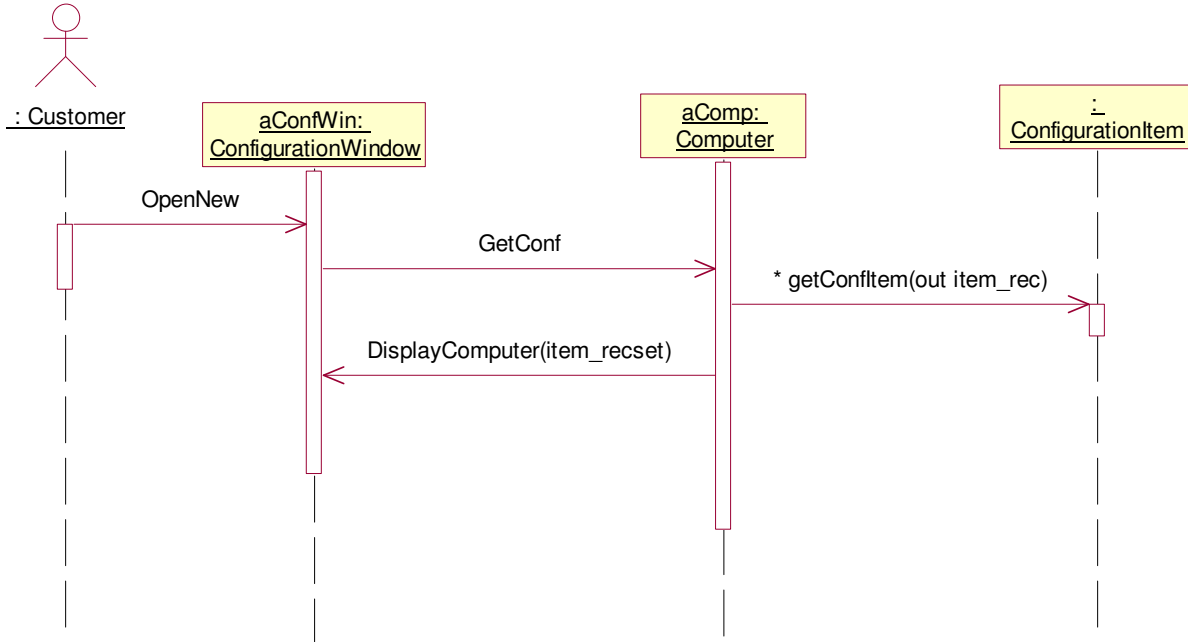 : Customer
aConfWin:
ConfigurationWindow
aComp:
Computer
:
ConfigurationItem
OpenNew
GetConf
* getConfItem(out item_rec)
DisplayComputer(item_recset)